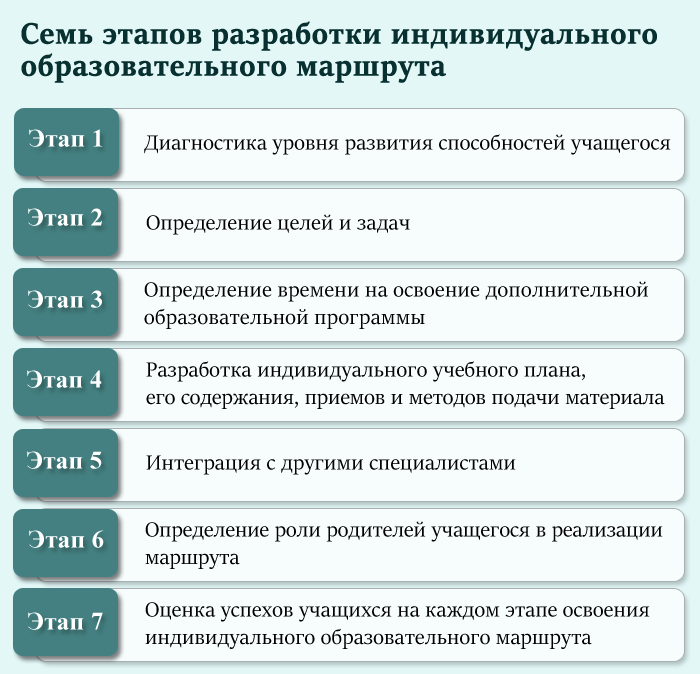 Семь этапов разработки индивидуального
образовательного маршрута
Этап 1
Диагностика уровня развития способностей учащегося
Этап 2
Определение целей и задач
Этап 3
Определение времени на освоение дополнительной
образовательной программы
Этап 4
Разработка индивидуального учебного плана,
его содержания, приемов и методов подачи материала
Этап 5
Интеграция с другими специалистами
Этап 6
Определение роли родителей учащегося в реализации
маршрута
Этап 7
Оценка успехов учащихся на каждом этапе освоения
индивидуального образовательного маршрута